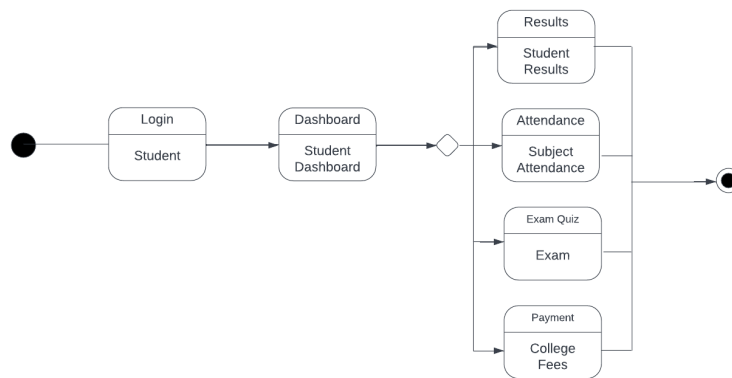 Login
Student
Dashboard
Student
Dashboard
Results
Student
Results
Attendance
Subject
Attendance
Exam Quiz
Exam
Payment
College
Fees